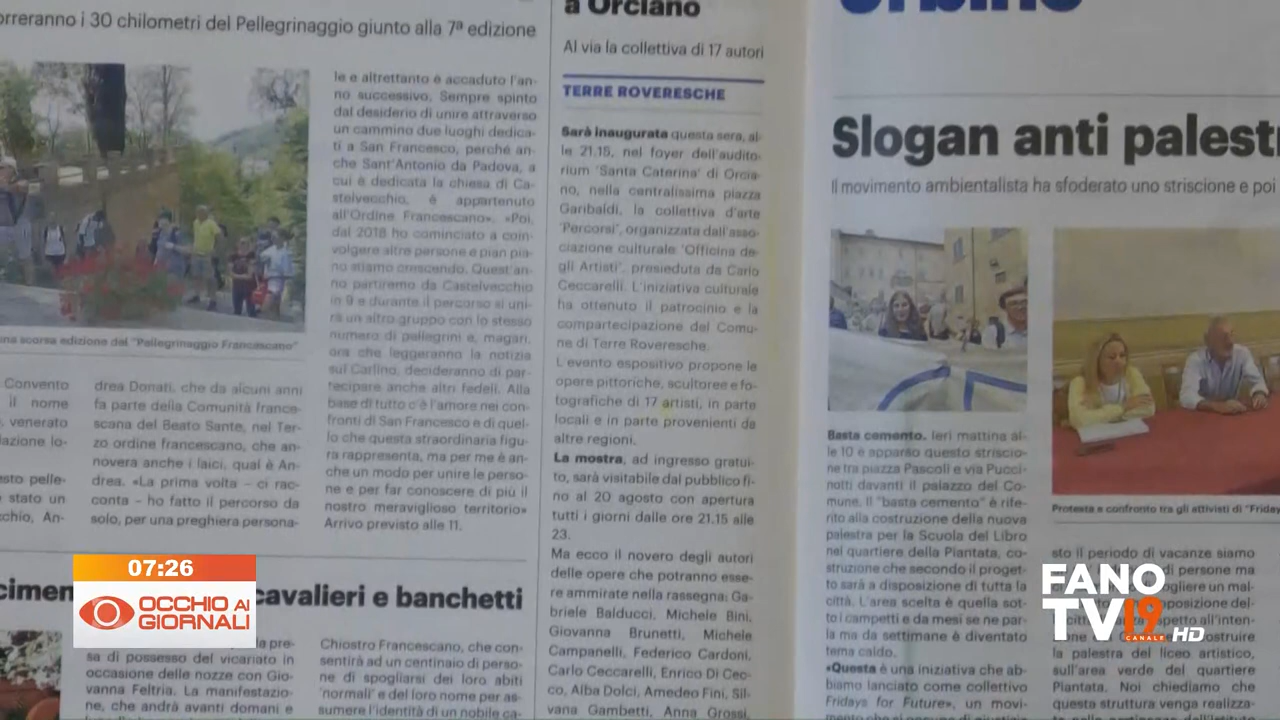 orreranno i 30 chilometri del Pellegrinaggio giunto alla 7ª edizione
una scorsa edizione del "Pellegrinaggio Francescano"
Convento
il nome
venerato
lazione lo-
esto pelle-
stato un
cchio, An-
drea Donati, che da alcuni anni
fa parte della Comunità france-
scana del Beato Sante, nel Ter-
zo ordine francescano, che an-
novera anche i laici, qual è An-
drea. «La prima volta – ci rac-
conta – ho fatto il percorso da
solo, per una preghiera persona-
le e altrettanto è accaduto l'an-
no successivo. Sempre spinto
dal desiderio di unire attraverso
un cammino due luoghi dedica-
ti a San Francesco, perché an-
che Sant'Antonio da Padova, a
cui è dedicata la chiesa di Ca-
stelvecchio, è appartenuto
all'Ordine Francescano». «Poi,
dal 2018 ho cominciato a coin-
volgere altre persone e pian pia-
no stiamo crescendo. Quest'an-
no partiremo da Castelvecchio
in 9 e durante il percorso si uni-
rà un altro gruppo con lo stesso
numero di pellegrini e, magari,
ora che leggeranno la notizia
sul Carlino, decideranno di par-
tecipare anche altri fedeli. Alla
base di tutto c'è l'amore nei con-
fronti di San Francesco e di quel-
lo che questa straordinaria figu-
ra rappresenta, ma per me è an-
che un modo per unire le perso-
ne e per far conoscere di più il
nostro meraviglioso territorio»
Arrivo previsto alle 11.
cimen
cavalieri e banchetti
la pre-
sa di possesso del vicariato in
occasione delle nozze con Gio-
vanna Feltria. La manifestazio-
ne, che andrà avanti domani e
Chiostro Francescano, che con-
sentirà ad un centinaio di perso-
ne di spogliarsi dei loro abiti
'normali' e del loro nome per as-
sumere l'identità di un nobile ca-
a Orciano
Al via la collettiva di 17 autori
TERRE ROVERESCHE
Sarà inaugurata questa sera, al-
le 21.15, nel foyer dell'audito-
rium 'Santa Caterina' di Orcia-
no, nella centralissima piazza
Garibaldi, la collettiva d'arte
'Percorsi', organizzata dall'asso-
ciazione culturale 'Officina de-
gli Artisti', presieduta da Carlo
Ceccarelli. L'iniziativa culturale
ha ottenuto il patrocinio e la
compartecipazione del Comu-
ne di Terre Roveresche.
L'evento espositivo propone le
opere pittoriche, scultoree e fo-
tografiche di 17 artisti, in parte
locali e in parte provenienti da
altre regioni.
La mostra, ad ingresso gratui-
to, sarà visitabile dal pubblico fi-
no al 20 agosto con apertura
tutti i giorni dalle ore 21.15 alle
23.
Ma ecco il novero degli autori
delle opere che potranno esse-
re ammirate nella rassegna: Ga-
briele Balducci, Michele Bini,
Giovanna Brunetti, Michele
Campanelli, Federico Cardoni,
Carlo Ceccarelli, Enrico Di Cec-
co, Alba Dolci, Amedeo Fini, Sil-
vana Gambetti, Anna Grossi,
Urbino
Slogan anti palest
Il movimento ambientalista ha sfoderato uno striscione e poi
Basta cemento. Ieri mattina al-
le 10 è apparso questo striscio-
ne tra piazza Pascoli e via Pucci-
notti davanti il palazzo del Co-
mune. Il "basta cemento" è rife-
rito alla costruzione della nuova
palestra per la Scuola del Libro
nel quartiere della Piantata, co-
struzione che secondo il proget-
to sarà a disposizione di tutta la
città. L'area scelta è quella sot-
to i campetti e da mesi se ne par-
la ma da settimane è diventato
tema caldo.
«Questa è una iniziativa che ab-
biamo lanciato come collettivo
Fridays for Future», un movi-
Protesta e confronto tra gli attivisti di "Friday
sto il periodo di vacanze siamo
di persone ma
ogliere un mal-
posizione del-
spetto all'inten-
costruire
la palestra del liceo artistico,
sull'area verde del quartiere
Piantata. Noi chiediamo che
questa struttura venga realizza-
07:26
OCCHIO AI
GIORNALI
FANO
TV 19
CANALE HD